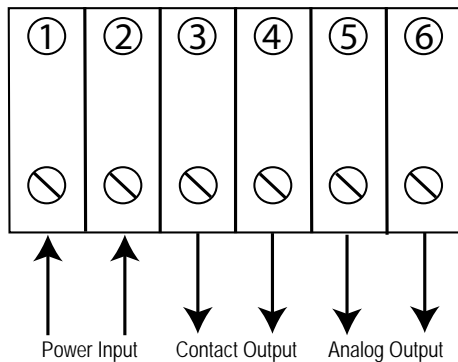 ① ② ③ ④ ⑤ ⑥
Power Input Contact Output Analog Output